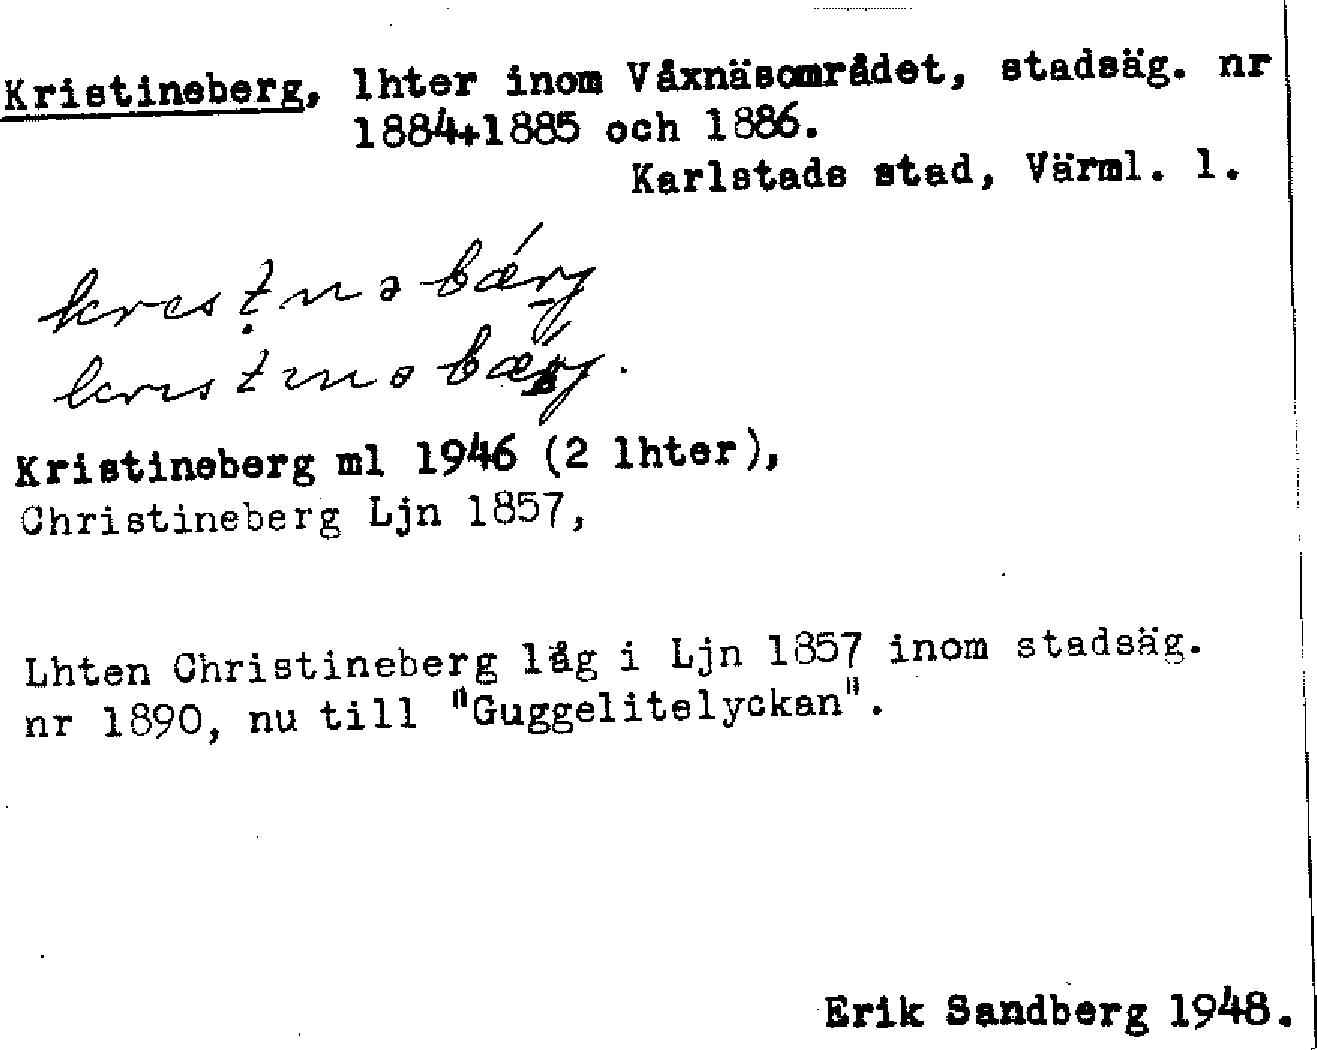 Kristineberg, lhter inom Våxnäsområdet, stadsäg. nr
1884+1885 och 1886.
Karlstads stad, Värml. l.
Kristineberg ml 1946 (2 lhter),
Christineberg Ljn 1857,
Lhten Christineberg låg i Ljn 1857 inom stadsäg.
nr 1890, nu till "Guggelitslyckan".
Erik Sandberg 1948.